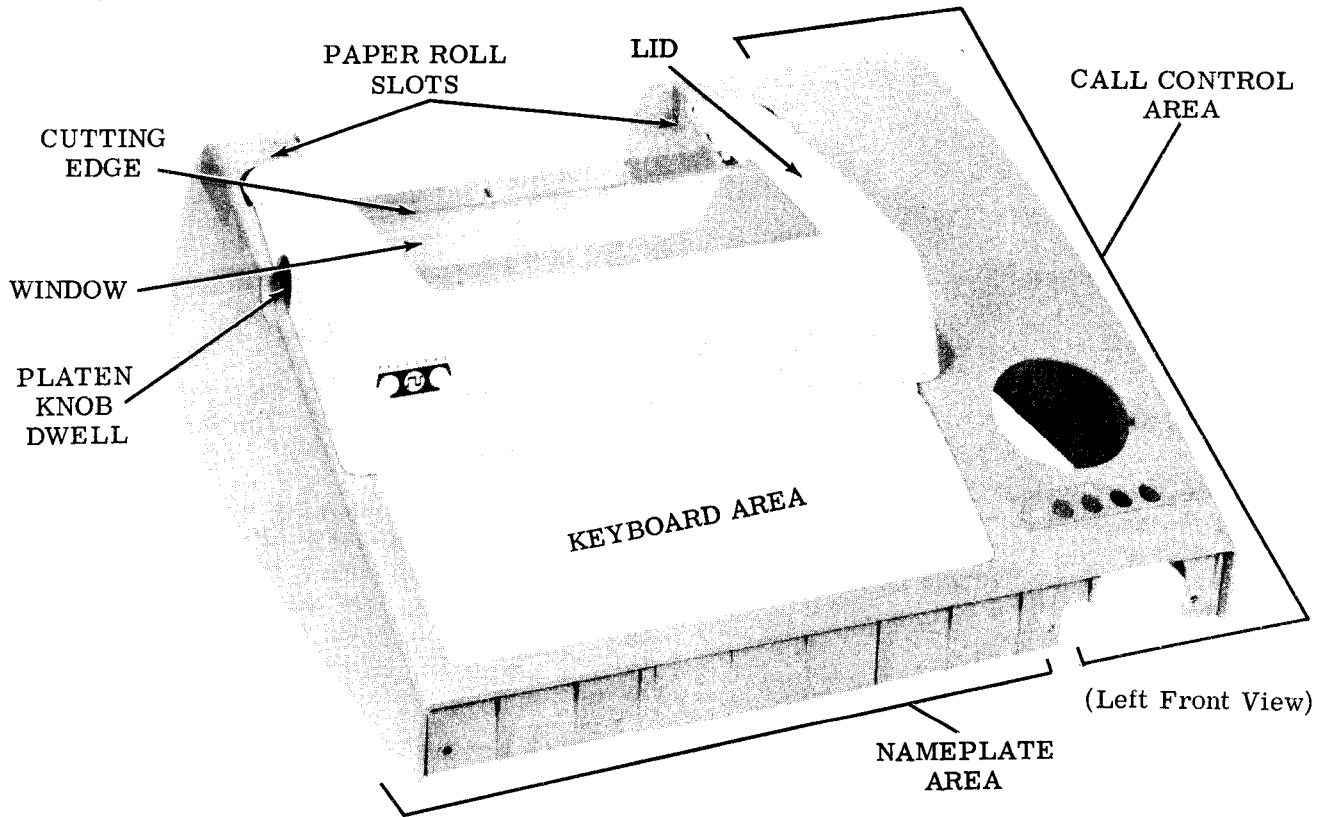 PAPER ROLL
SLOTS
LID
CALL CONTROL
AREA
CUTTING
EDGE
WINDOW
PLATEN
KNOB
DWELL
KEYBOARD AREA
(Left Front View)
NAMEPLATE
AREA